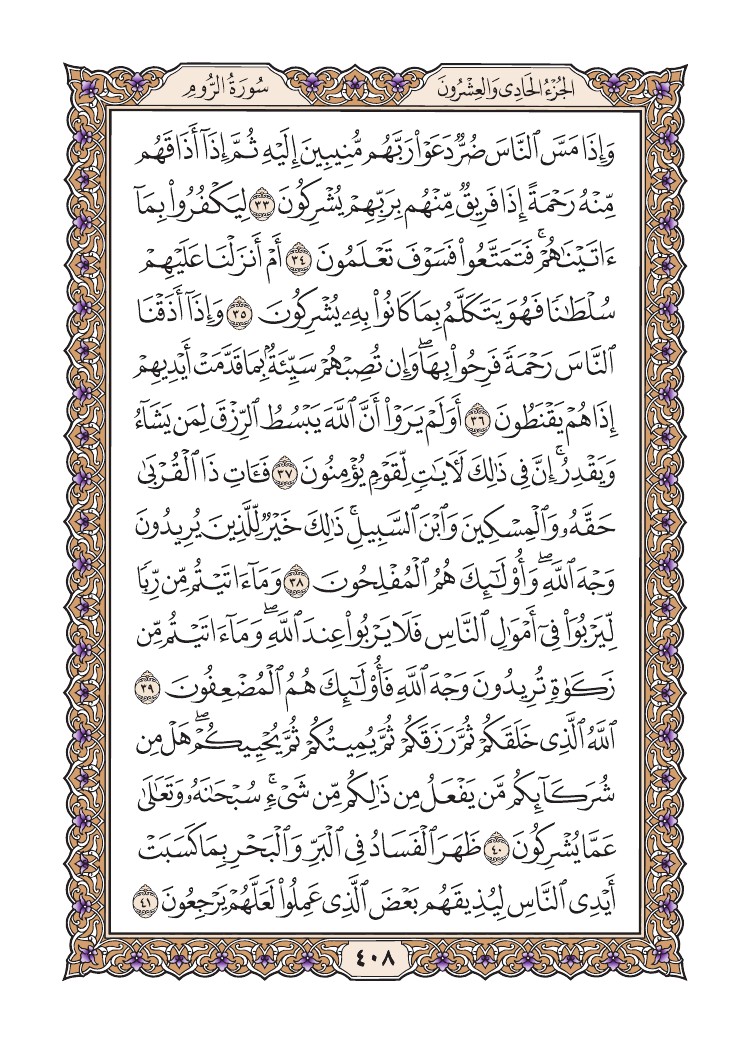 الجُزْءُ الحَادِى وَالعِشْرُونَ
سُورَةُ الرُّومِ
وَإِذَا مَسَّ ٱلنَّاسَ ضُرٌّ دَعَوْا۟ رَبَّهُم مُّنِيبِينَ إِلَيْهِ ثُمَّ إِذَآ أَذَاقَهُم
مِّنْهُ رَحْمَةً إِذَا فَرِيقٌ مِّنْهُم بِرَبِّهِمْ يُشْرِكُونَ ٣٣ لِيَكْفُرُوا۟ بِمَآ
ءَاتَيْنَٰهُمْ ۚ فَتَمَتَّعُوا۟ فَسَوْفَ تَعْلَمُونَ ٣٤ أَمْ أَنزَلْنَا عَلَيْهِمْ
سُلْطَٰنًا فَهُوَ يَتَكَلَّمُ بِمَا كَانُوا۟ بِهِۦ يُشْرِكُونَ ٣٥ وَإِذَآ أَذَقْنَا
ٱلنَّاسَ رَحْمَةً فَرِحُوا۟ بِهَا ۖ وَإِن تُصِبْهُمْ سَيِّئَةٌۢ بِمَا قَدَّمَتْ أَيْدِيهِمْ
إِذَا هُمْ يَقْنَطُونَ ٣٦ أَوَلَمْ يَرَوْا۟ أَنَّ ٱللَّهَ يَبْسُطُ ٱلرِّزْقَ لِمَن يَشَآءُ
وَيَقْدِرُ ۚ إِنَّ فِى ذَٰلِكَ لَءَايَٰتٍ لِّقَوْمٍ يُؤْمِنُونَ ٣٧ فَـَٔاتِ ذَا ٱلْقُرْبَىٰ
حَقَّهُۥ وَٱلْمِسْكِينَ وَٱبْنَ ٱلسَّبِيلِ ۚ ذَٰلِكَ خَيْرٌ لِّلَّذِينَ يُرِيدُونَ
وَجْهَ ٱللَّهِ ۖ وَأُو۟لَٰٓئِكَ هُمُ ٱلْمُفْلِحُونَ ٣٨ وَمَآ ءَاتَيْتُم مِّن رِّبًا
لِّيَرْبُوَا۟ فِىٓ أَمْوَٰلِ ٱلنَّاسِ فَلَا يَرْبُوا۟ عِندَ ٱللَّهِ ۖ وَمَآ ءَاتَيْتُم مِّن
زَكَوٰةٍ تُرِيدُونَ وَجْهَ ٱللَّهِ فَأُو۟لَٰٓئِكَ هُمُ ٱلْمُضْعِفُونَ ٣٩
ٱللَّهُ ٱلَّذِى خَلَقَكُمْ ثُمَّ رَزَقَكُمْ ثُمَّ يُمِيتُكُمْ ثُمَّ يُحْيِيكُمْ ۖ هَلْ مِن
شُرَكَآئِكُم مَّن يَفْعَلُ مِن ذَٰلِكُم مِّن شَىْءٍ ۚ سُبْحَٰنَهُۥ وَتَعَٰلَىٰ
عَمَّا يُشْرِكُونَ ٤٠ ظَهَرَ ٱلْفَسَادُ فِى ٱلْبَرِّ وَٱلْبَحْرِ بِمَا كَسَبَتْ
أَيْدِى ٱلنَّاسِ لِيُذِيقَهُم بَعْضَ ٱلَّذِى عَمِلُوا۟ لَعَلَّهُمْ يَرْجِعُونَ ٤١
٤٠٨